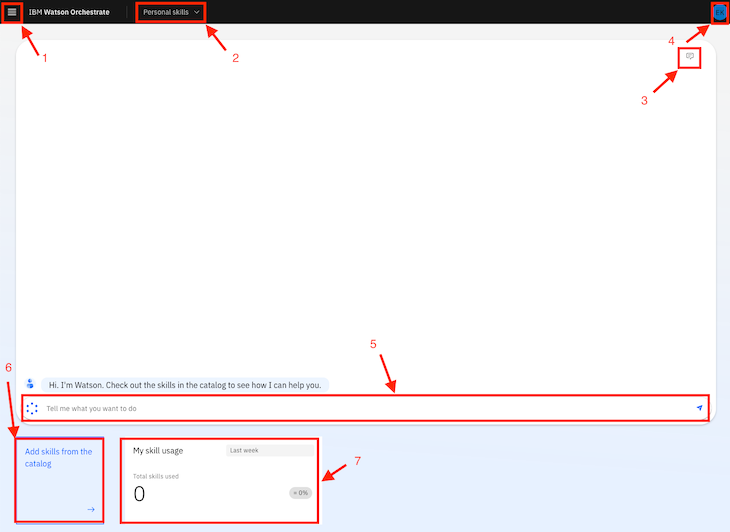 IBM Watson Orchestrate
Personal skills
EK
1
2
4
3
5
Hi. I'm Watson. Check out the skills in the catalog to see how I can help you.
6
Tell me what you want to do
Add skills from the
catalog
My skill usage
Last week
7
Total skills used
0
= 0%